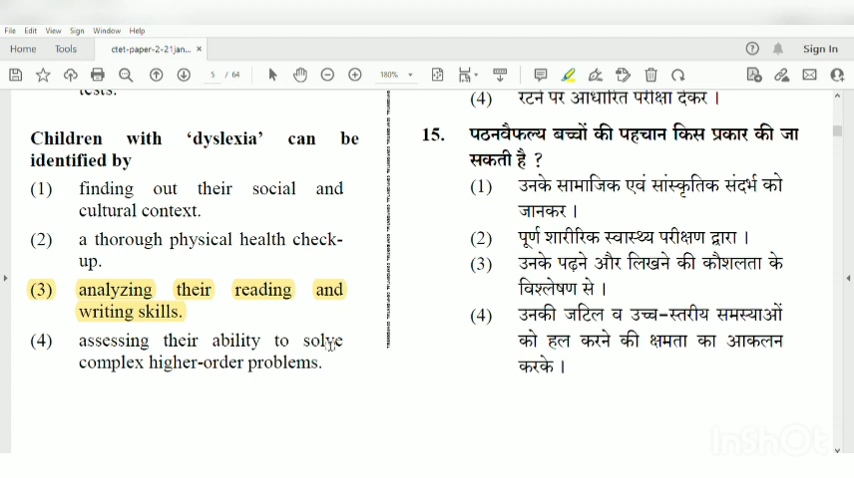 File Edit View Sign Window Help
Home Tools ctet-paper-2-21jan... × Sign In
5 / 64 180%
tests.
Children with ‘dyslexia’ can be
identified by
(1) finding out their social and
cultural context.
(2) a thorough physical health check-
up.
(3) analyzing their reading and
writing skills.
(4) assessing their ability to solve
complex higher-order problems.
(4) रटने पर आधारित परीक्षा देकर ।
15. पठनवैफल्य बच्चों की पहचान किस प्रकार की जा
सकती है ?
(1) उनके सामाजिक एवं सांस्कृतिक संदर्भ को
जानकर ।
(2) पूर्ण शारीरिक स्वास्थ्य परीक्षण द्वारा ।
(3) उनके पढ़ने और लिखने की कौशलता के
विश्लेषण से ।
(4) उनकी जटिल व उच्च-स्तरीय समस्याओं
को हल करने की क्षमता का आकलन
करके ।
InShOt